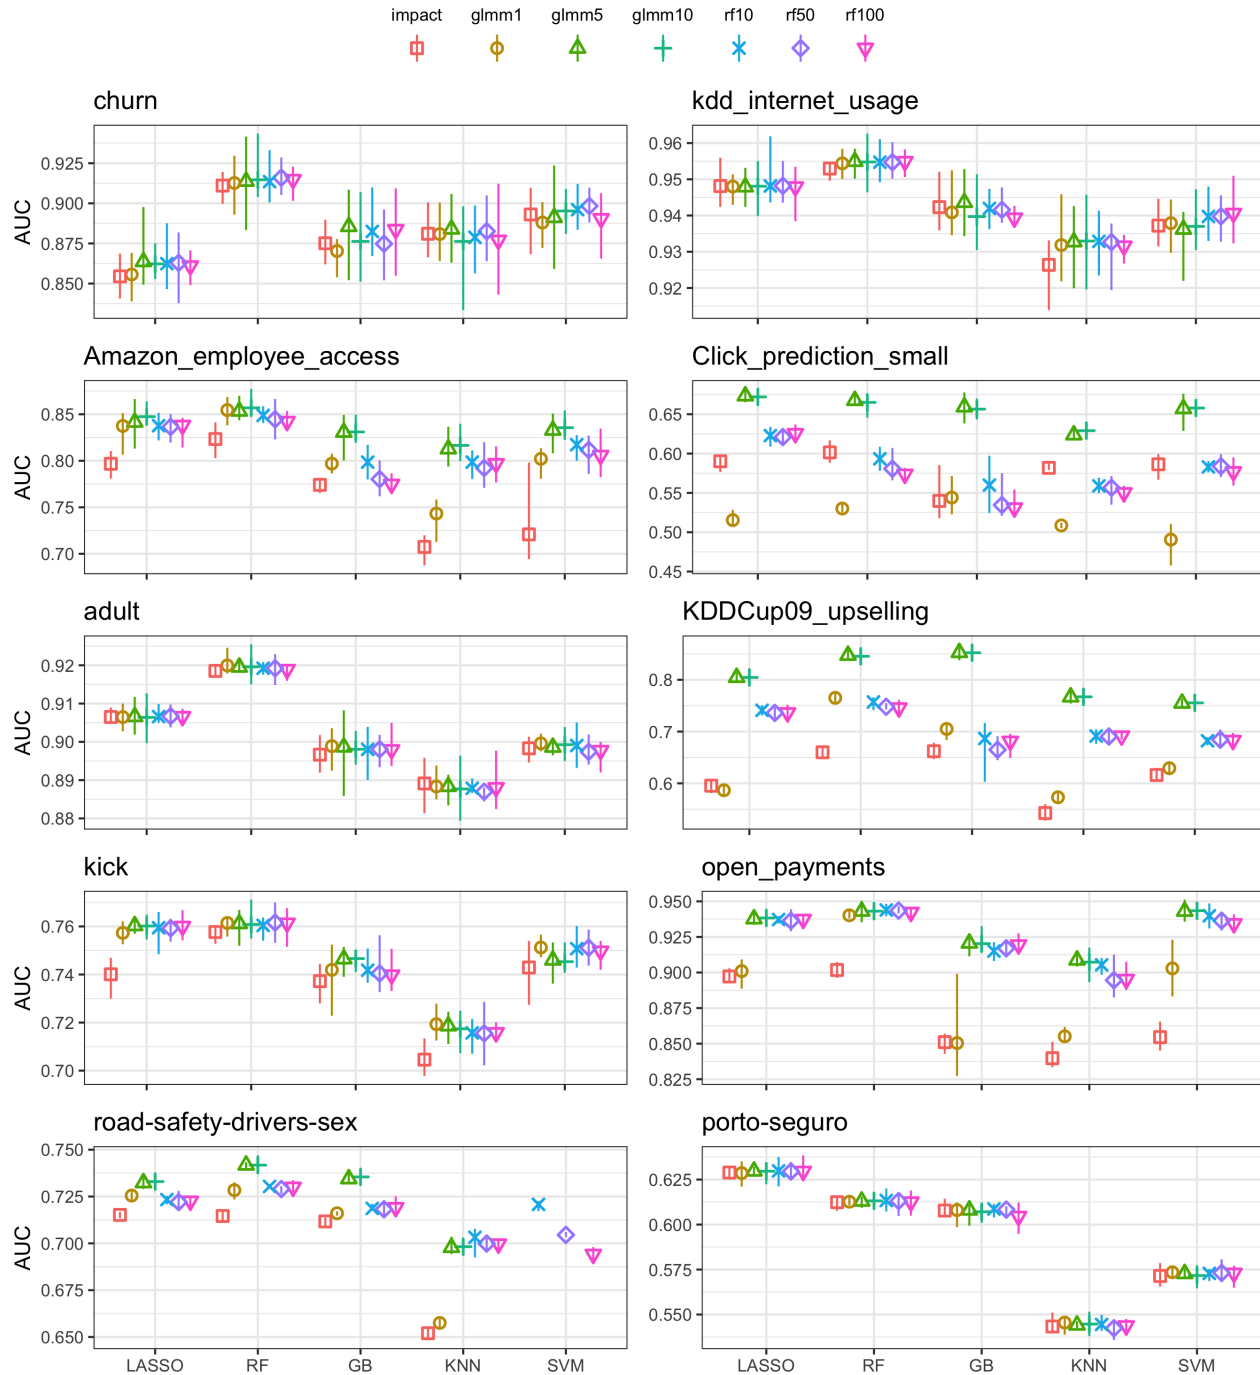 impact glmm1 glmm5 glmm10 rf10 rf50 rf100
churn
kdd_internet_usage
AUC
0.925
0.900
0.875
0.850
0.96
0.95
0.94
0.93
0.92
Amazon_employee_access
Click_prediction_small
AUC
0.85
0.80
0.75
0.70
0.65
0.60
0.55
0.50
0.45
adult
KDDCup09_upselling
AUC
0.92
0.91
0.90
0.89
0.88
0.8
0.7
0.6
kick
open_payments
AUC
0.76
0.74
0.72
0.70
0.950
0.925
0.900
0.875
0.850
0.825
road-safety-drivers-sex
porto-seguro
AUC
0.750
0.725
0.700
0.675
0.650
0.625
0.600
0.575
0.550
LASSO RF GB KNN SVM
LASSO RF GB KNN SVM